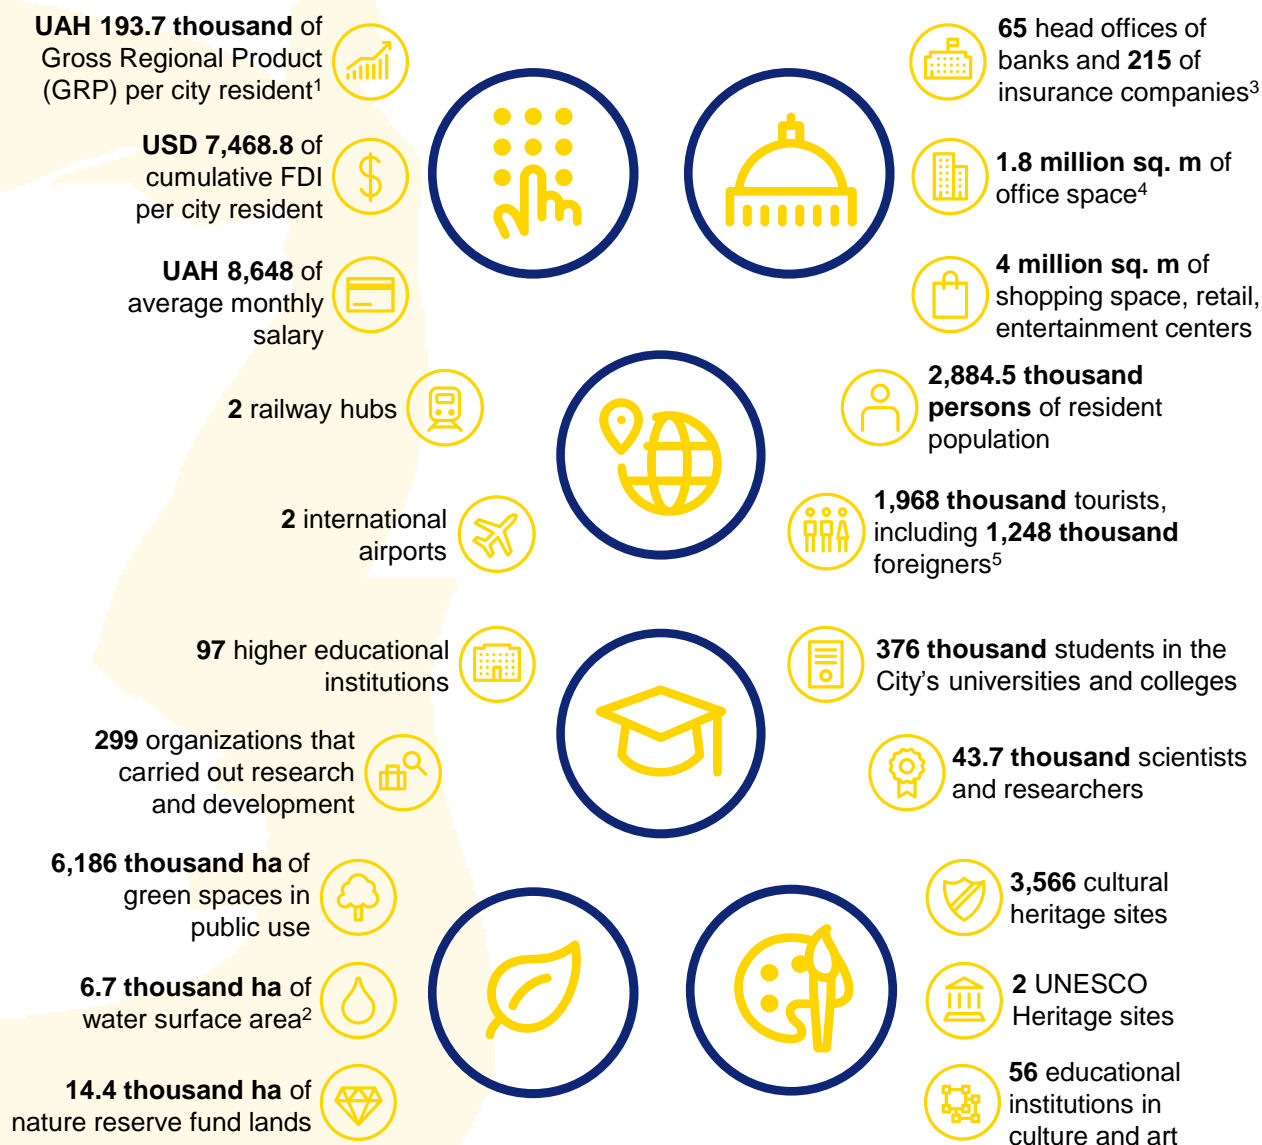 UAH 193.7 thousand of
Gross Regional Product
(GRP) per city resident1
USD 7,468.8 of
cumulative FDI
per city resident
UAH 8,648 of
average monthly
salary
65 head offices of
banks and 215 of
insurance companies3
1.8 million sq. m of
office space4
4 million sq. m of
shopping space, retail,
entertainment centers
2 railway hubs
2 international
airports
2,884.5 thousand
persons of resident
population
1,968 thousand tourists,
including 1,248 thousand
foreigners5
97 higher educational
institutions
299 organizations that
carried out research
and development
376 thousand students in the
City's universities and colleges
43.7 thousand scientists
and researchers
6,186 thousand ha of
green spaces in
public use
6.7 thousand ha of
water surface area2
14.4 thousand ha of
nature reserve fund lands
3,566 cultural
heritage sites
2 UNESCO
Heritage sites
56 educational
institutions in
culture and art